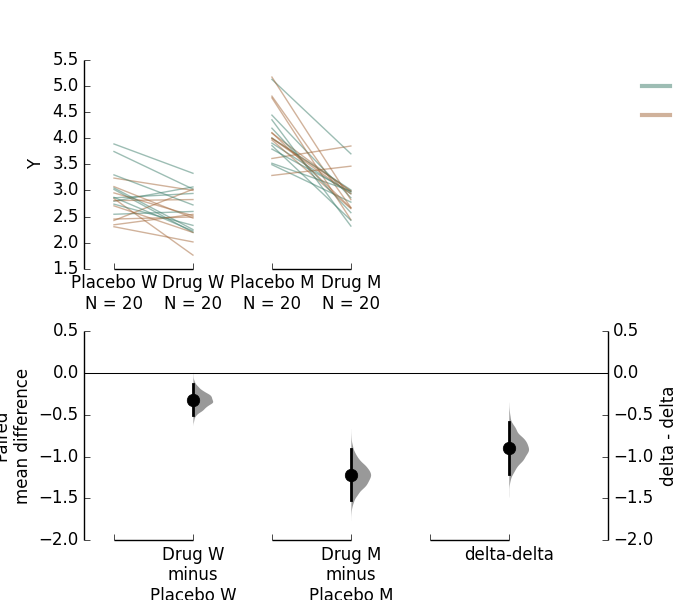 5.5
5.0
4.5
4.0
3.5
3.0
2.5
2.0
1.5
Y
Placebo W Drug W Placebo M Drug M
N = 20 N = 20 N = 20 N = 20
0.5
0.0
−0.5
−1.0
−1.5
−2.0
Paired
mean difference
0.5
0.0
−0.5
−1.0
−1.5
−2.0
delta - delta
Drug W
minus
Placebo W
Drug M
minus
Placebo M
delta-delta